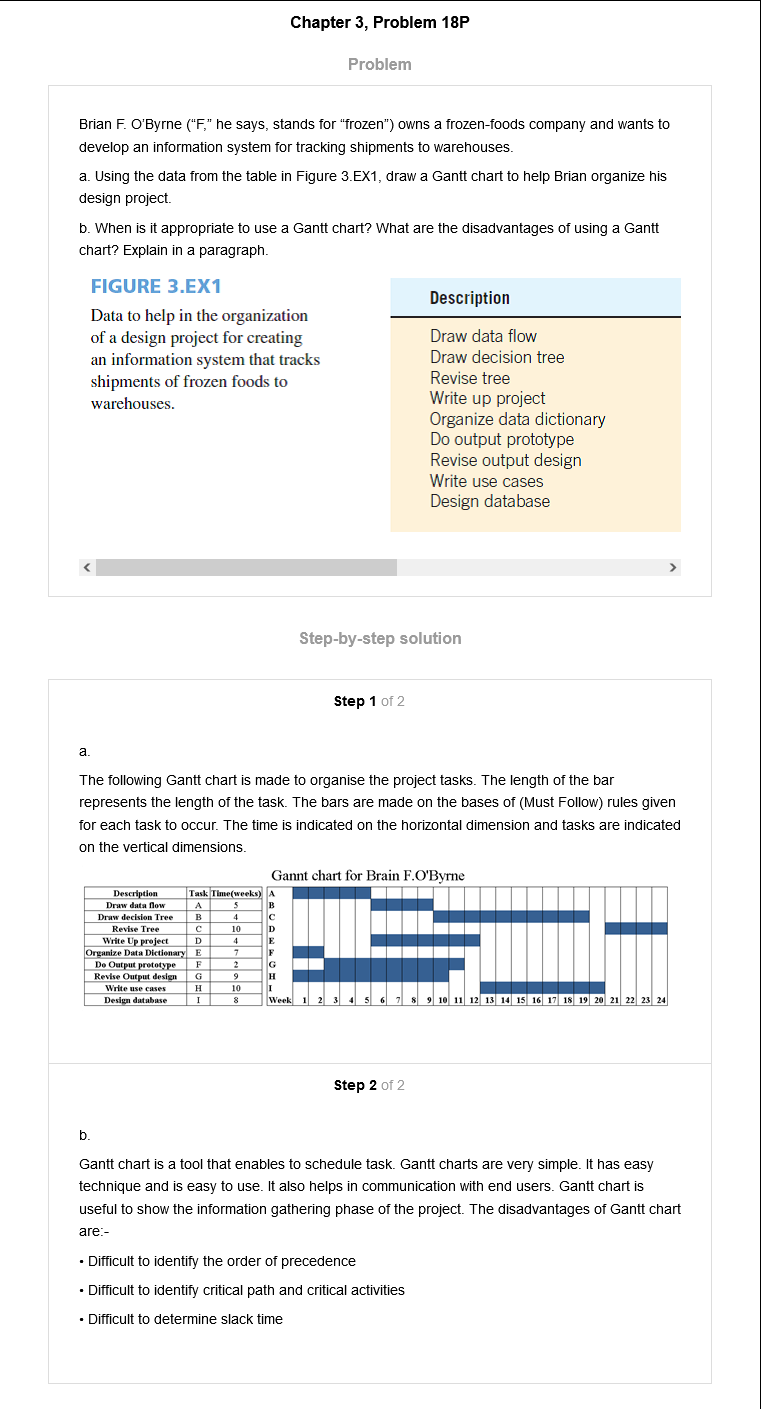 Chapter 3, Problem 18P
Problem
Brian F. O'Byrne (“F,” he says, stands for “frozen”) owns a frozen-foods company and wants to
develop an information system for tracking shipments to warehouses.
a. Using the data from the table in Figure 3.EX1, draw a Gantt chart to help Brian organize his
design project.
b. When is it appropriate to use a Gantt chart? What are the disadvantages of using a Gantt
chart? Explain in a paragraph.
FIGURE 3.EX1
Data to help in the organization
of a design project for creating
an information system that tracks
shipments of frozen foods to
warehouses.
Description
Draw data flow
Draw decision tree
Revise tree
Write up project
Organize data dictionary
Do output prototype
Revise output design
Write use cases
Design database
Step-by-step solution
Step 1 of 2
a.
The following Gantt chart is made to organise the project tasks. The length of the bar
represents the length of the task. The bars are made on the bases of (Must Follow) rules given
for each task to occur. The time is indicated on the horizontal dimension and tasks are indicated
on the vertical dimensions.
Gannt chart for Brain F.O'Byrne
Description Task Time(weeks) A
Draw data flow A 5 B
Draw decision Tree B 4 C
Revise Tree C 10 D
Write Up project D 4 E
Organize Data Dictionary E 7 F
Do Output prototype F 2 G
Revise Output design G 9 H
Write use cases H 10 I
Design database I 8 Week 1 2 3 4 5 6 7 8 9 10 11 12 13 14 15 16 17 18 19 20 21 22 23 24
Step 2 of 2
b.
Gantt chart is a tool that enables to schedule task. Gantt charts are very simple. It has easy
technique and is easy to use. It also helps in communication with end users. Gantt chart is
useful to show the information gathering phase of the project. The disadvantages of Gantt chart
are:-
• Difficult to identify the order of precedence
• Difficult to identify critical path and critical activities
• Difficult to determine slack time